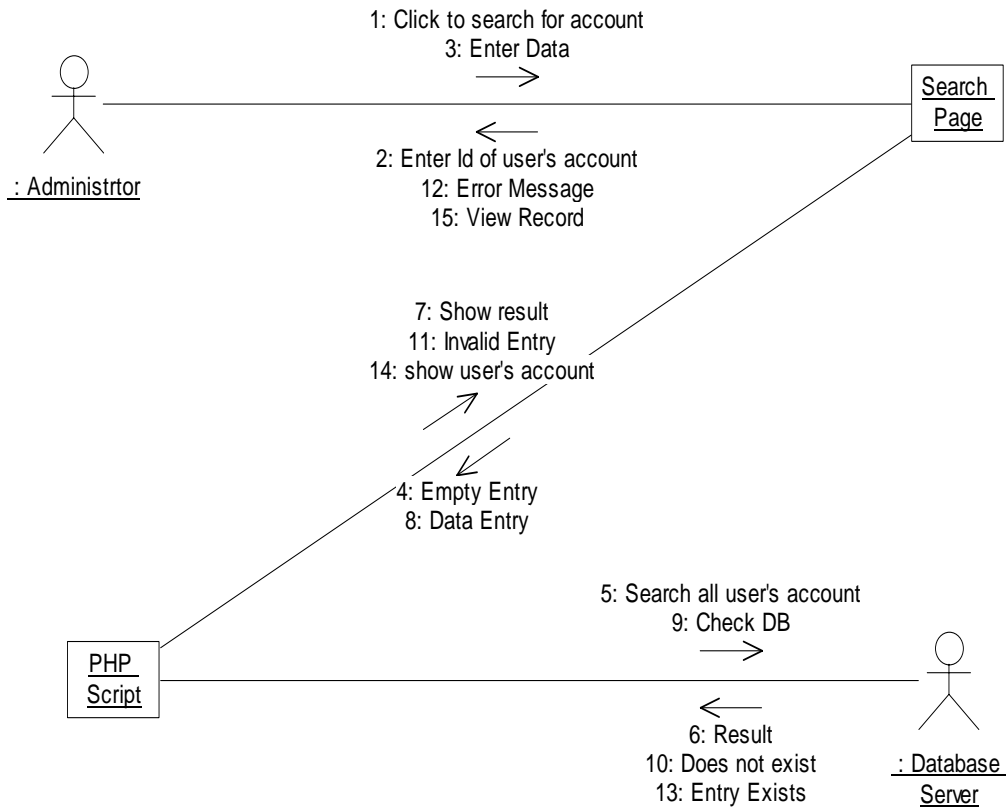 1: Click to search for account
3: Enter Data
Search
Page
: Administrtor
2: Enter Id of user's account
12: Error Message
15: View Record
7: Show result
11: Invalid Entry
14: show user's account
4: Empty Entry
8: Data Entry
5: Search all user's account
9: Check DB
PHP
Script
6: Result
10: Does not exist
13: Entry Exists
: Database
Server